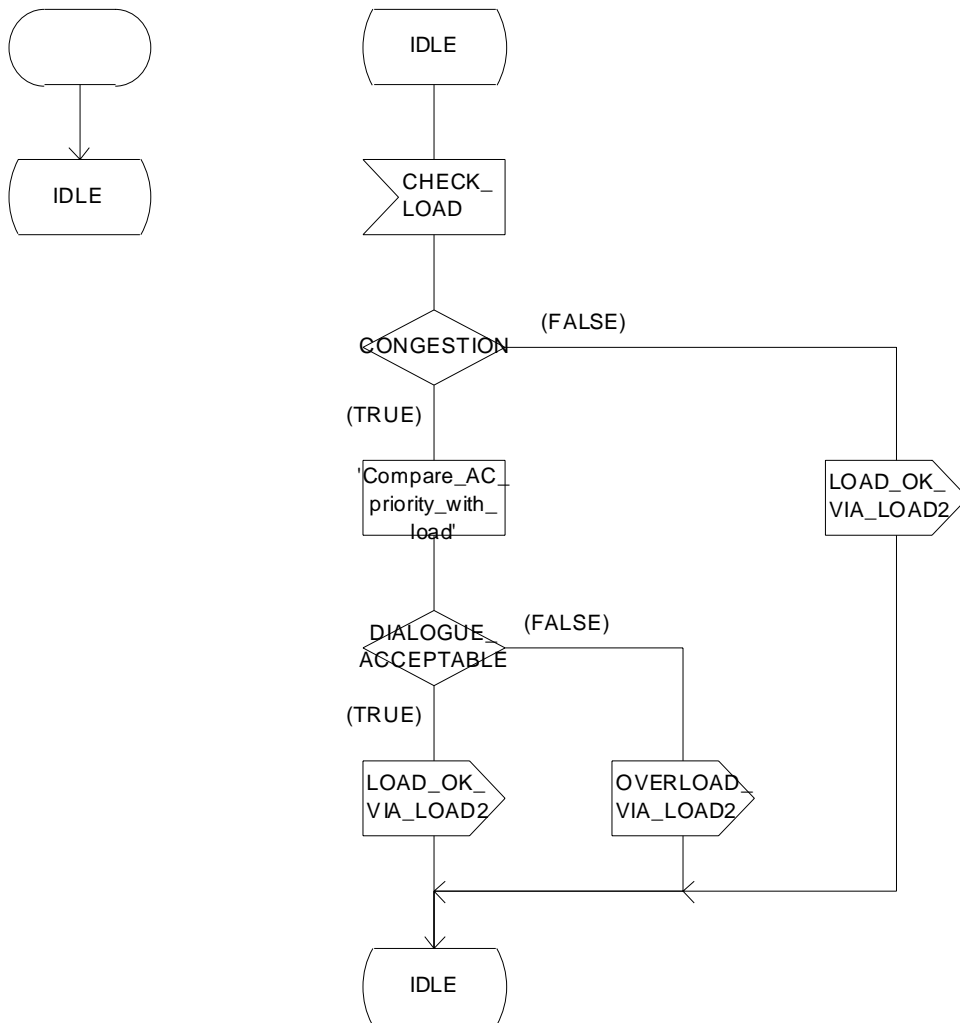 IDLE
IDLE
CHECK_
LOAD
CONGESTION
(FALSE)
(TRUE)
'Compare_AC_
priority_with_
load'
LOAD_OK_
VIA_LOAD2
DIALOGUE_
ACCEPTABLE
(FALSE)
(TRUE)
LOAD_OK_
VIA_LOAD2
OVERLOAD_
VIA_LOAD2
IDLE